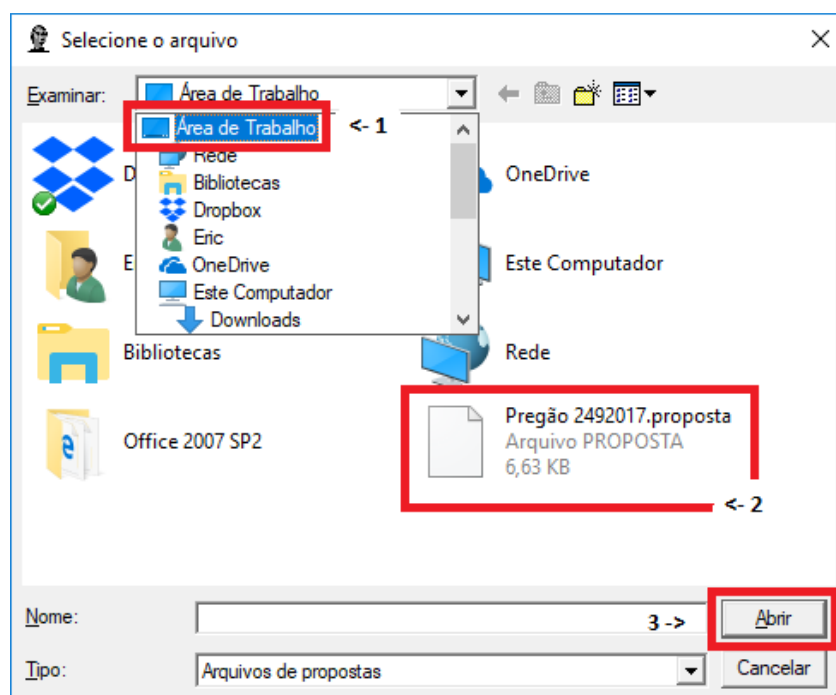 Selecione o arquivo
Examinar:
Área de Trabalho
Área de Trabalho
<- 1
Rede
Bibliotecas
Dropbox
Eric
OneDrive
Este Computador
Downloads
D
OneDrive
E
Este Computador
Bibliotecas
Rede
Office 2007 SP2
Pregão 2492017.proposta
Arquivo PROPOSTA
6,63 KB
<- 2
Nome:
3 ->
Abrir
Tipo:
Arquivos de propostas
Cancelar